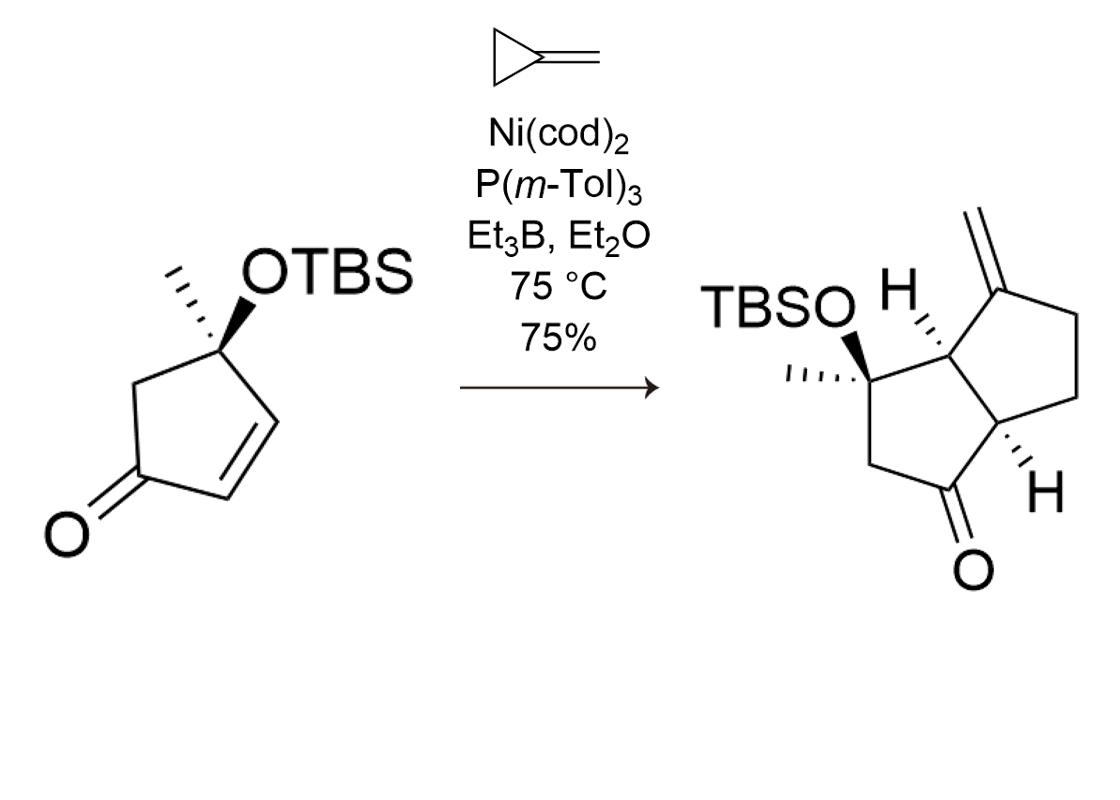 Ni(cod)2
P(m-Tol)3
Et3B, Et2O
75 °C
75%
OTBS
O
TBSO
H
H
O